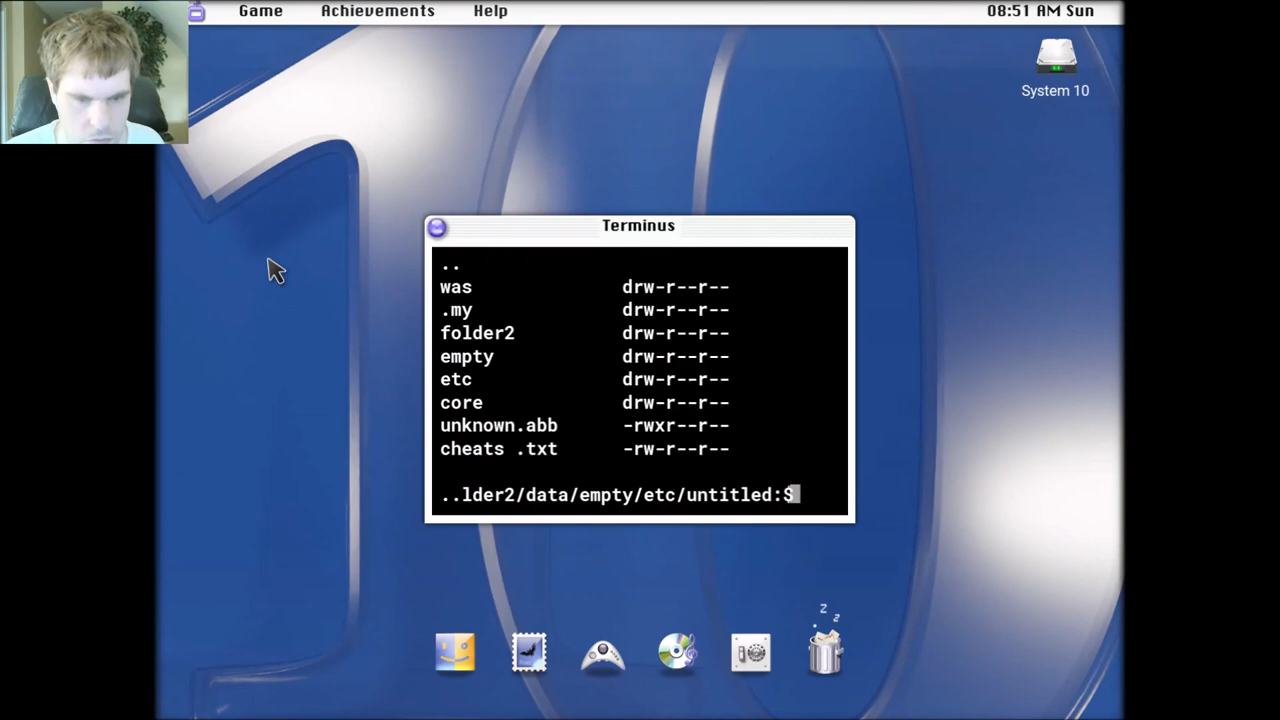 Game Achievements Help 08:51 AM Sun
System 10
Terminus
..
was drw-r--r--
.my drw-r--r--
folder2 drw-r--r--
empty drw-r--r--
etc drw-r--r--
core drw-r--r--
unknown.abb -rwxr--r--
cheats .txt -rw-r--r--
..lder2/data/empty/etc/untitled:$
z
z